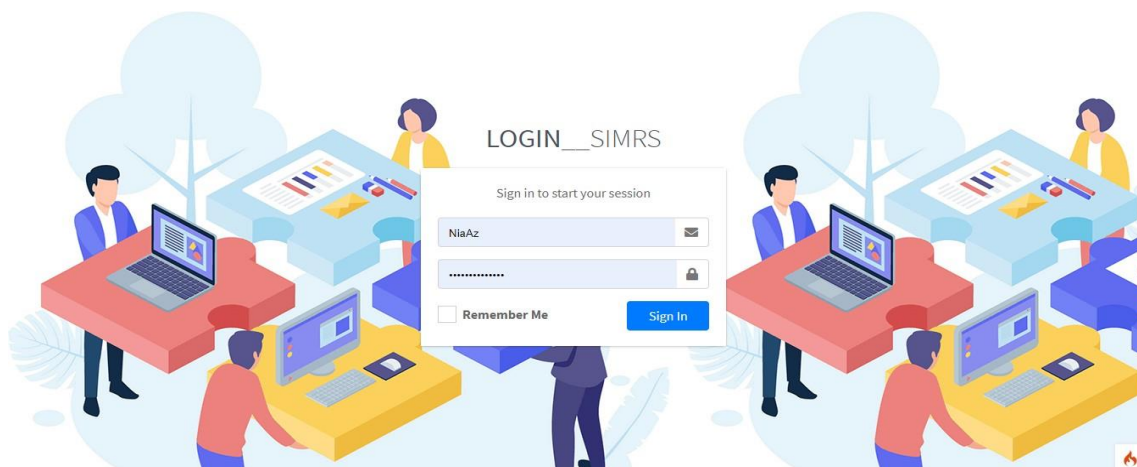 LOGIN__SIMRS
Sign in to start your session
NiaAz
••••••••••••••
Remember Me
Sign In